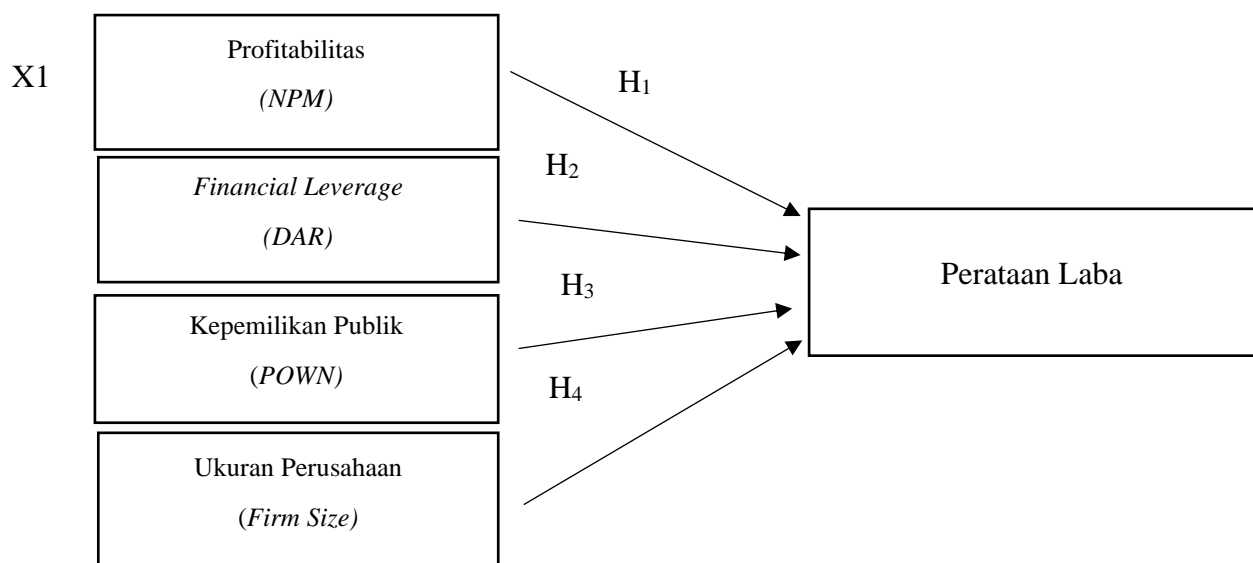 X1
Profitabilitas
(NPM)
H₁
Financial Leverage
(DAR)
H₂
Kepemilikan Publik
(POWN)
H₃
Ukuran Perusahaan
(Firm Size)
H₄
Perataan Laba